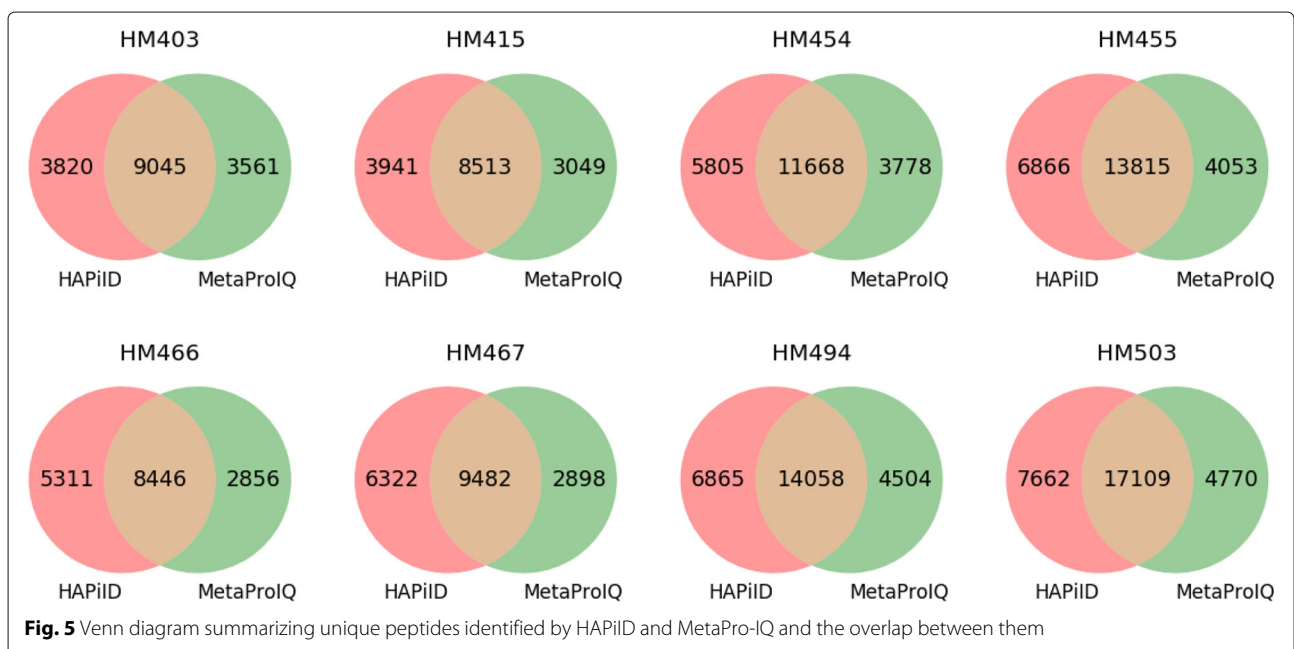 HM403 HM415 HM454 HM455
3820 9045 3561 3941 8513 3049 5805 11668 3778 6866 13815 4053
HAPiID MetaProIQ HAPiID MetaProIQ HAPiID MetaProIQ HAPiID MetaProIQ
HM466 HM467 HM494 HM503
5311 8446 2856 6322 9482 2898 6865 14058 4504 7662 17109 4770
HAPiID MetaProIQ HAPiID MetaProIQ HAPiID MetaProIQ HAPiID MetaProIQ
Fig. 5 Venn diagram summarizing unique peptides identified by HAPiID and MetaPro-IQ and the overlap between them